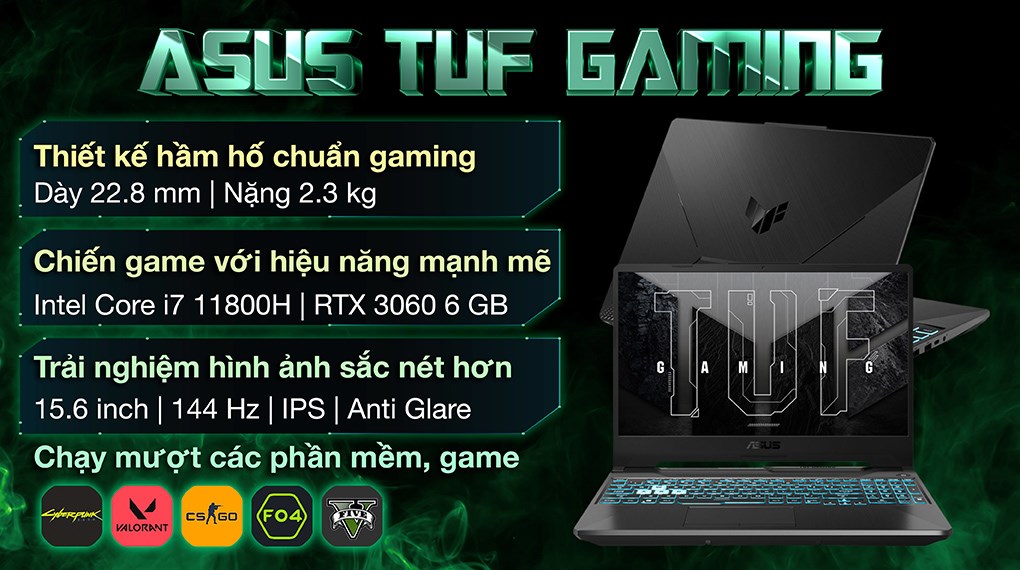 ASUS TUF GAMING
Thiết kế hầm hố chuẩn gaming
Dày 22.8 mm | Nặng 2.3 kg
Chiến game với hiệu năng mạnh mẽ
Intel Core i7 11800H | RTX 3060 6 GB
Trải nghiệm hình ảnh sắc nét hơn
15.6 inch | 144 Hz | IPS | Anti Glare
Chạy mượt các phần mềm, game
CYBERPUNK
VALORANT
CS GO
FO4
V
FIVE
TUF
GAMING
ASUS